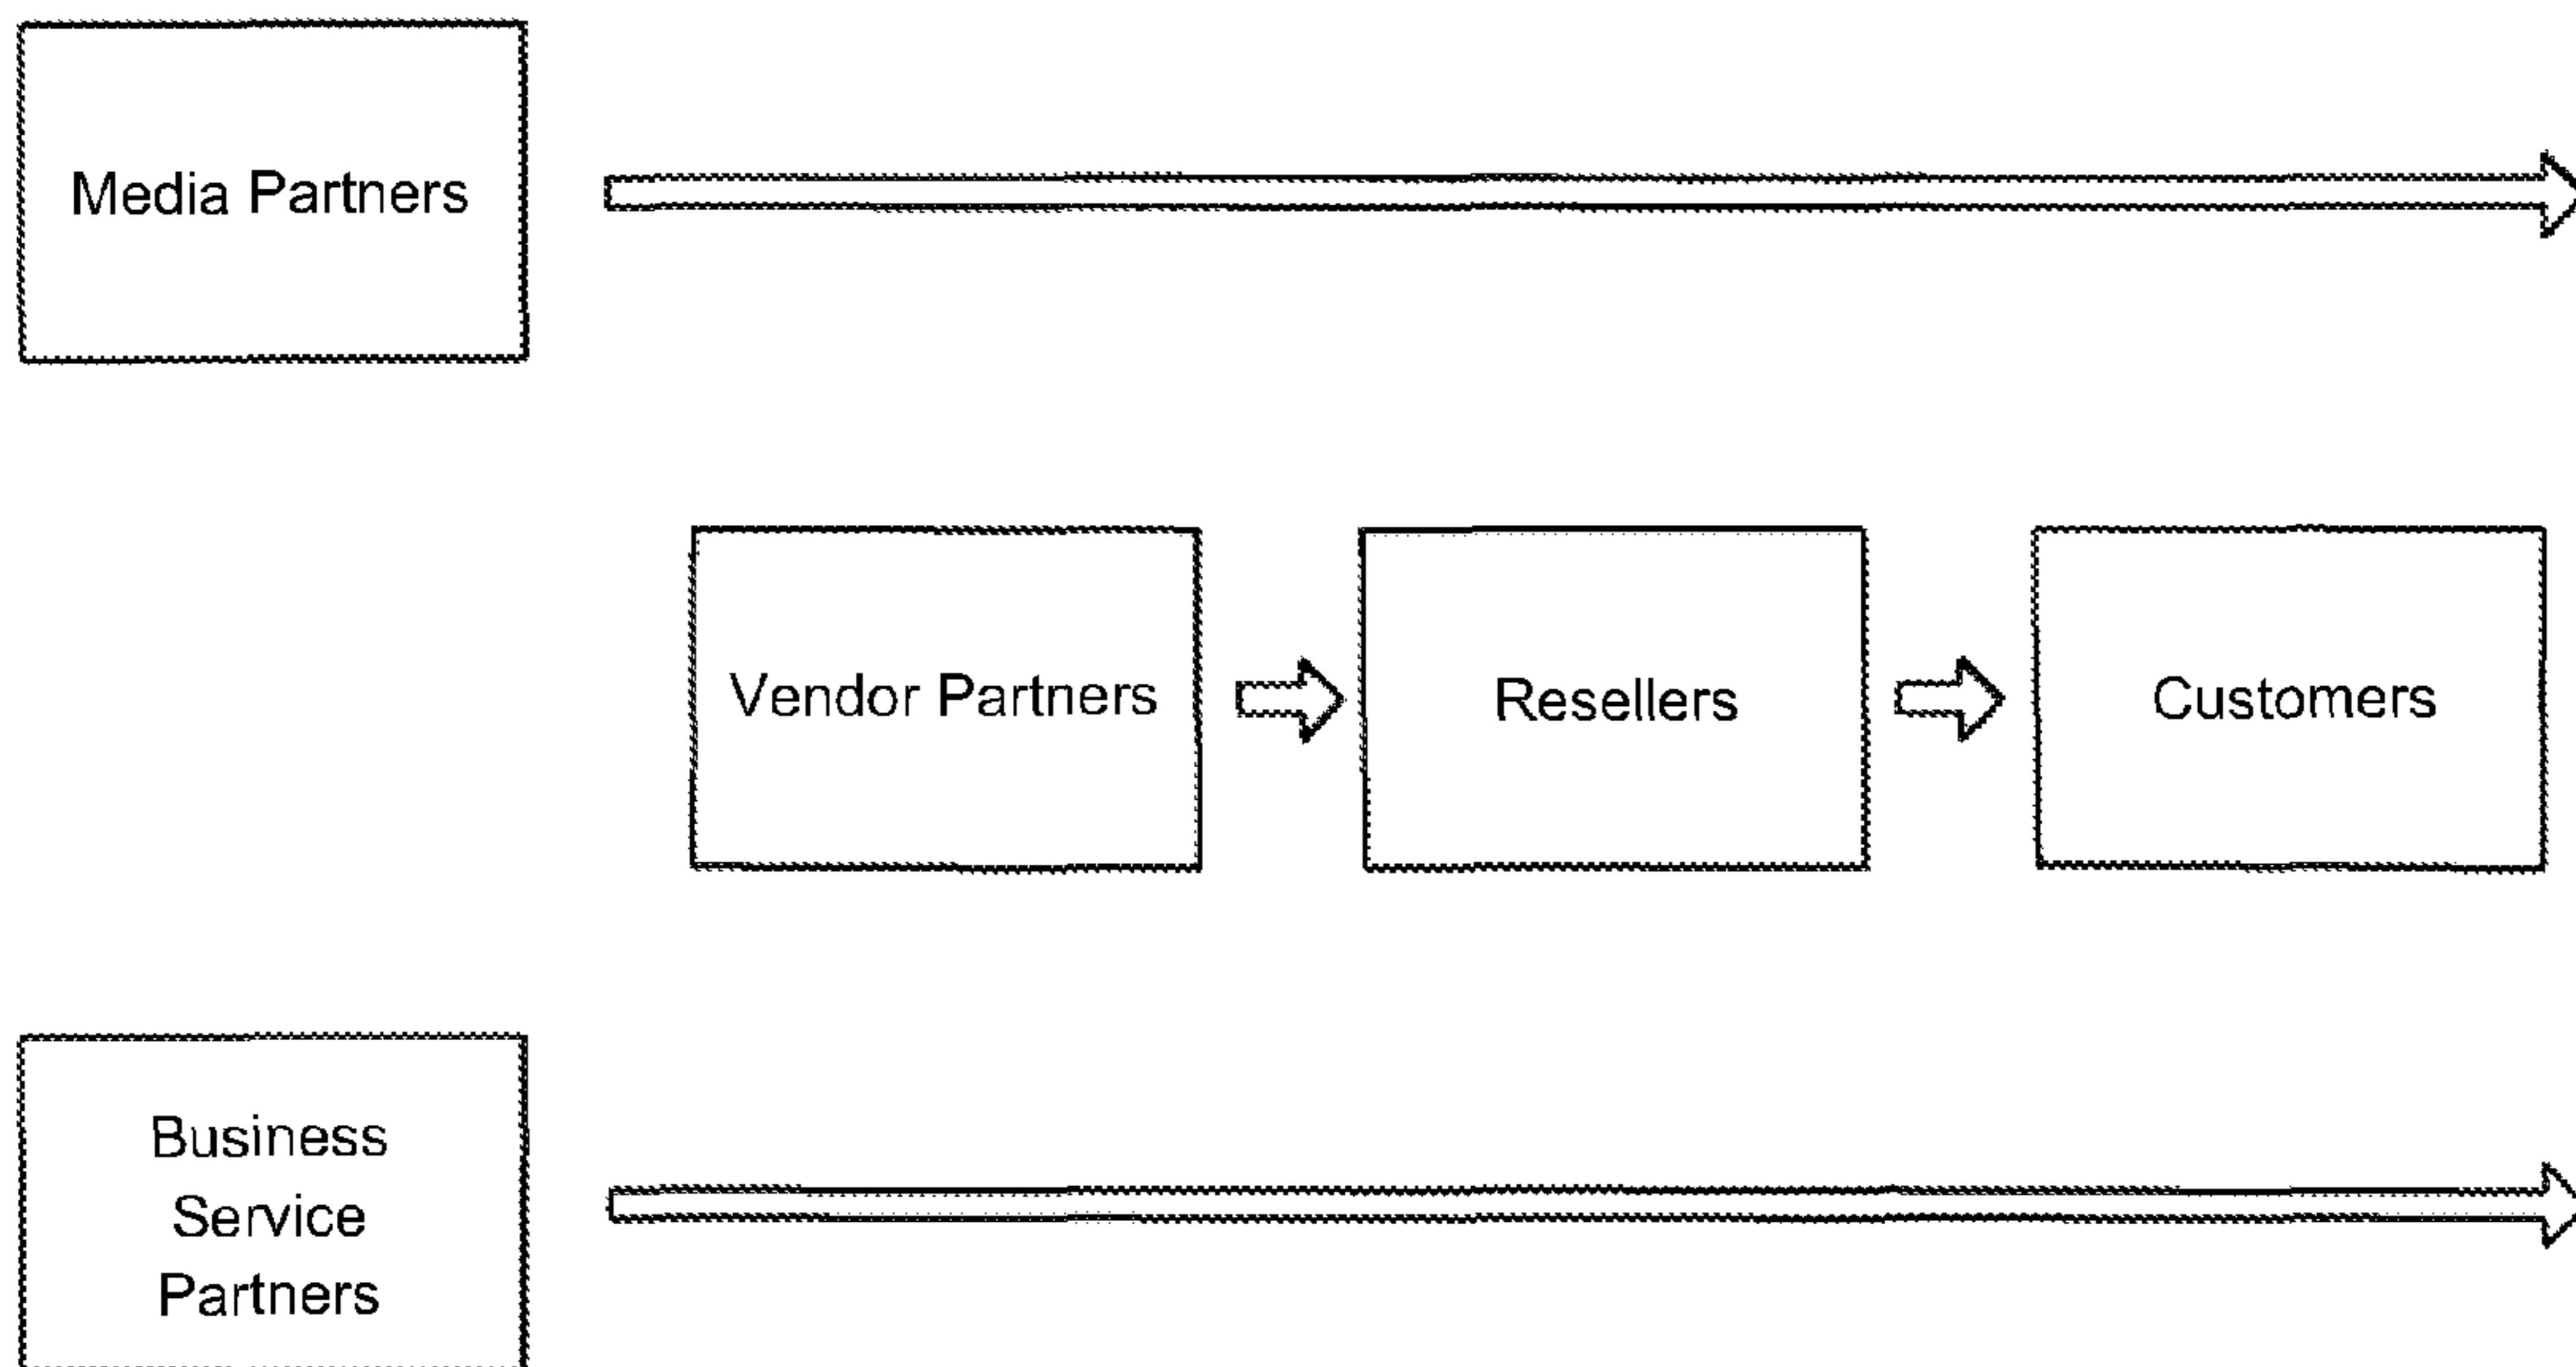 Media Partners
Vendor Partners
Resellers
Customers
Business
Service
Partners